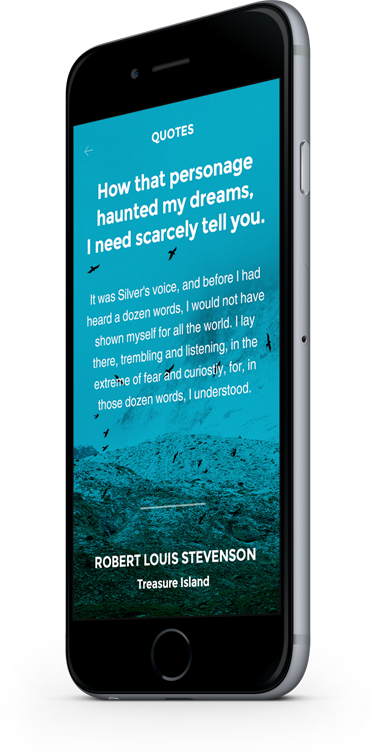 QUOTES
How that personage
haunted my dreams,
I need scarcely tell you.
It was Silver's voice, and before I had
heard a dozen words, I would not have
shown myself for all the world. I lay
there, trembling and listening, in the
extreme of fear and curiostiy, for, in
those dozen words, I understood.
ROBERT LOUIS STEVENSON
Treasure Island